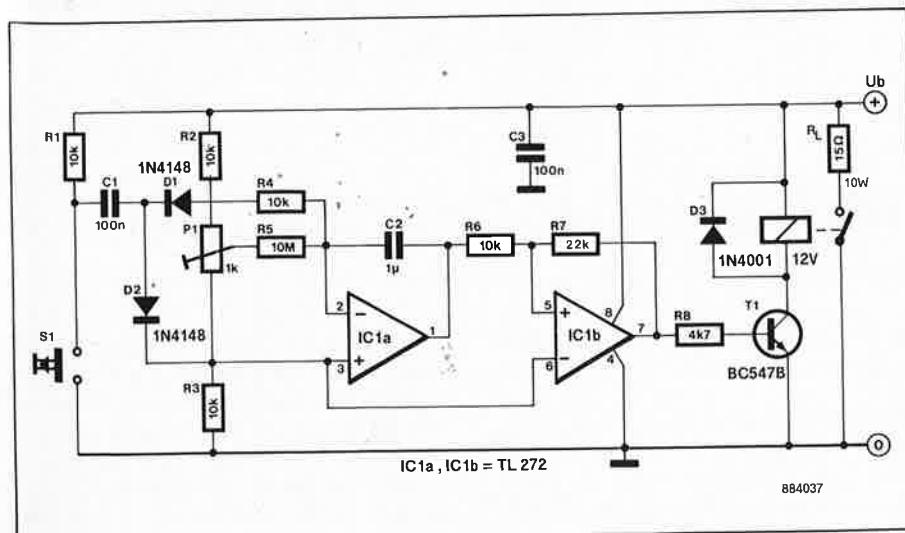 Ub
+
R1
10k
R2
10k
C3
100n
RL
15Ω
10W
1N4148
C1
100n
D1
R4
10k
P1
1k
R5
10M
C2
1µ
R6
10k
R7
22k
D3
1N4001
12V
D2
1N4148
2
−
IC1a
1
+
3
5
+
IC1b
8
7
4
−
6
R8
4k7
T1
BC547B
S1
R3
10k
0
IC1a , IC1b = TL 272
884037